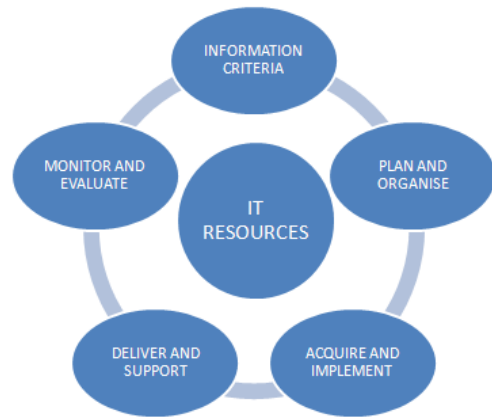 INFORMATION
CRITERIA
PLAN AND
ORGANISE
ACQUIRE AND
IMPLEMENT
DELIVER AND
SUPPORT
MONITOR AND
EVALUATE
IT
RESOURCES